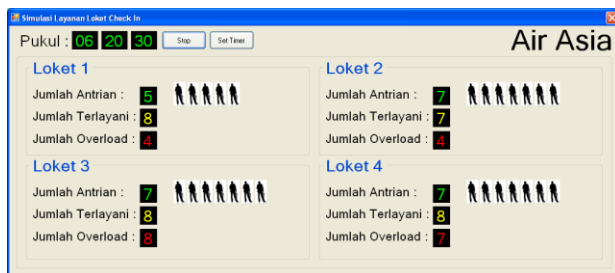 Simulasi Layanan Loket Check In
Pukul : 06 20 30 Stop Set Timer Air Asia
Loket 1
Jumlah Antrian : 5
Jumlah Terlayani : 8
Jumlah Overload : 4
Loket 2
Jumlah Antrian : 7
Jumlah Terlayani : 7
Jumlah Overload : 4
Loket 3
Jumlah Antrian : 7
Jumlah Terlayani : 8
Jumlah Overload : 8
Loket 4
Jumlah Antrian : 7
Jumlah Terlayani : 8
Jumlah Overload : 7